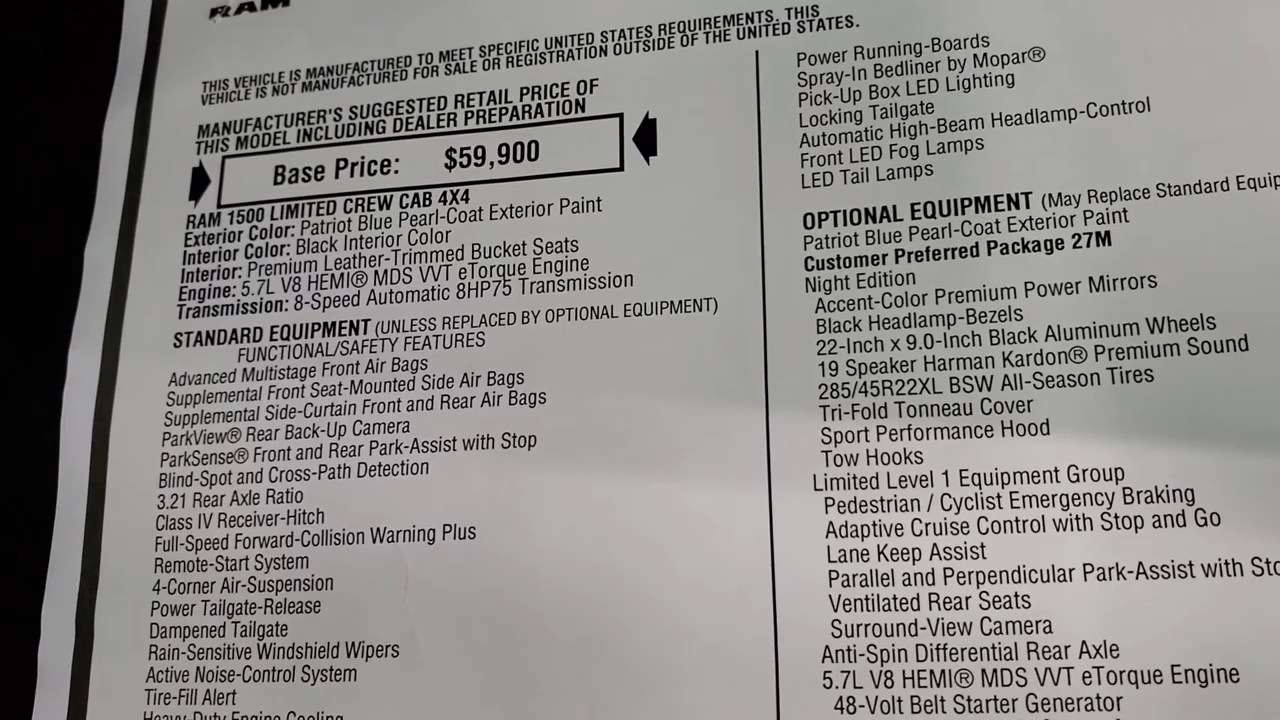 RAM
THIS VEHICLE IS MANUFACTURED TO MEET SPECIFIC UNITED STATES REQUIREMENTS. THIS
VEHICLE IS NOT MANUFACTURED FOR SALE OR REGISTRATION OUTSIDE OF THE UNITED STATES.
MANUFACTURER'S SUGGESTED RETAIL PRICE OF
THIS MODEL INCLUDING DEALER PREPARATION
Base Price: $59,900
RAM 1500 LIMITED CREW CAB 4X4
Exterior Color: Patriot Blue Pearl-Coat Exterior Paint
Interior Color: Black Interior Color
Interior: Premium Leather-Trimmed Bucket Seats
Engine: 5.7L V8 HEMI® MDS VVT eTorque Engine
Transmission: 8-Speed Automatic 8HP75 Transmission
STANDARD EQUIPMENT (UNLESS REPLACED BY OPTIONAL EQUIPMENT)
FUNCTIONAL/SAFETY FEATURES
Advanced Multistage Front Air Bags
Supplemental Front Seat-Mounted Side Air Bags
Supplemental Side-Curtain Front and Rear Air Bags
ParkView® Rear Back-Up Camera
ParkSense® Front and Rear Park-Assist with Stop
Blind-Spot and Cross-Path Detection
3.21 Rear Axle Ratio
Class IV Receiver-Hitch
Full-Speed Forward-Collision Warning Plus
Remote-Start System
4-Corner Air-Suspension
Power Tailgate-Release
Dampened Tailgate
Rain-Sensitive Windshield Wipers
Active Noise-Control System
Tire-Fill Alert
Heavy-Duty Engine Cooling
Power Running-Boards
Spray-In Bedliner by Mopar®
Pick-Up Box LED Lighting
Locking Tailgate
Automatic High-Beam Headlamp-Control
Front LED Fog Lamps
LED Tail Lamps
OPTIONAL EQUIPMENT (May Replace Standard Equip
Patriot Blue Pearl-Coat Exterior Paint
Customer Preferred Package 27M
Night Edition
Accent-Color Premium Power Mirrors
Black Headlamp-Bezels
22-Inch x 9.0-Inch Black Aluminum Wheels
19 Speaker Harman Kardon® Premium Sound
285/45R22XL BSW All-Season Tires
Tri-Fold Tonneau Cover
Sport Performance Hood
Tow Hooks
Limited Level 1 Equipment Group
Pedestrian / Cyclist Emergency Braking
Adaptive Cruise Control with Stop and Go
Lane Keep Assist
Parallel and Perpendicular Park-Assist with Sto
Ventilated Rear Seats
Surround-View Camera
Anti-Spin Differential Rear Axle
5.7L V8 HEMI® MDS VVT eTorque Engine
48-Volt Belt Starter Generator